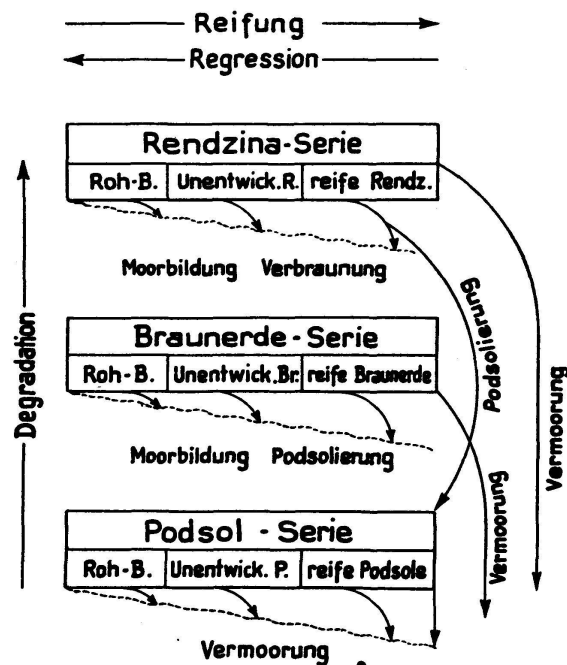 Reifung
Regression
Rendzina-Serie
Roh-B. Unentwick.R. reife Rendz.
Moorbildung Verbraunung
Braunerde-Serie
Roh-B. Unentwick.Br. reife Braunerde
Moorbildung Podsolierung
Podsol - Serie
Roh-B. Unentwick. P. reife Podsole
Vermoorung
Degradation
Podsolierung
Vermoorung
Vermoorung